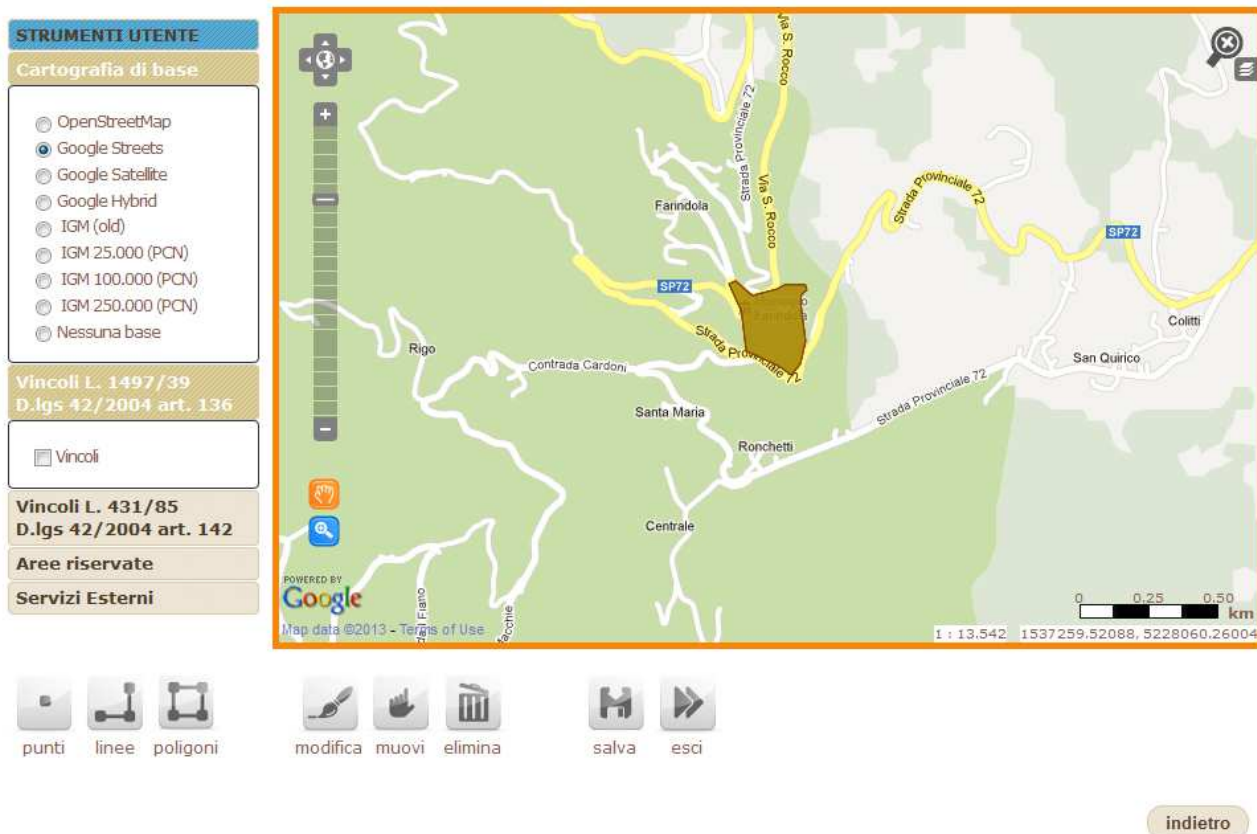 STRUMENTI UTENTE
Cartografia di base
OpenStreetMap
Google Streets
Google Satellite
Google Hybrid
IGM (old)
IGM 25.000 (PCN)
IGM 100.000 (PCN)
IGM 250.000 (PCN)
Nessuna base
Vincoli L. 1497/39
D.lgs 42/2004 art. 136
Vincoli
Vincoli L. 431/85
D.lgs 42/2004 art. 142
Aree riservate
Servizi Esterni
Via S. Rocco
Strada Provinciale 72
Via S. Rocco
Farindola
Strada Provinciale 72
SP72
SP72
Farindola
Colitti
Strada Provinciale 72
Rigo
Contrada Cardoni
San Quirico
Strada Provinciale 72
Santa Maria
Ronchetti
Centrale
POWERED BY
Google
Fiano
Macchie
Map data ©2013 - Terms of Use
0 0,25 0,50
km
1 : 13.542 1537259.52088, 5228060.26004
punti linee poligoni modifica muovi elimina salva esci
indietro